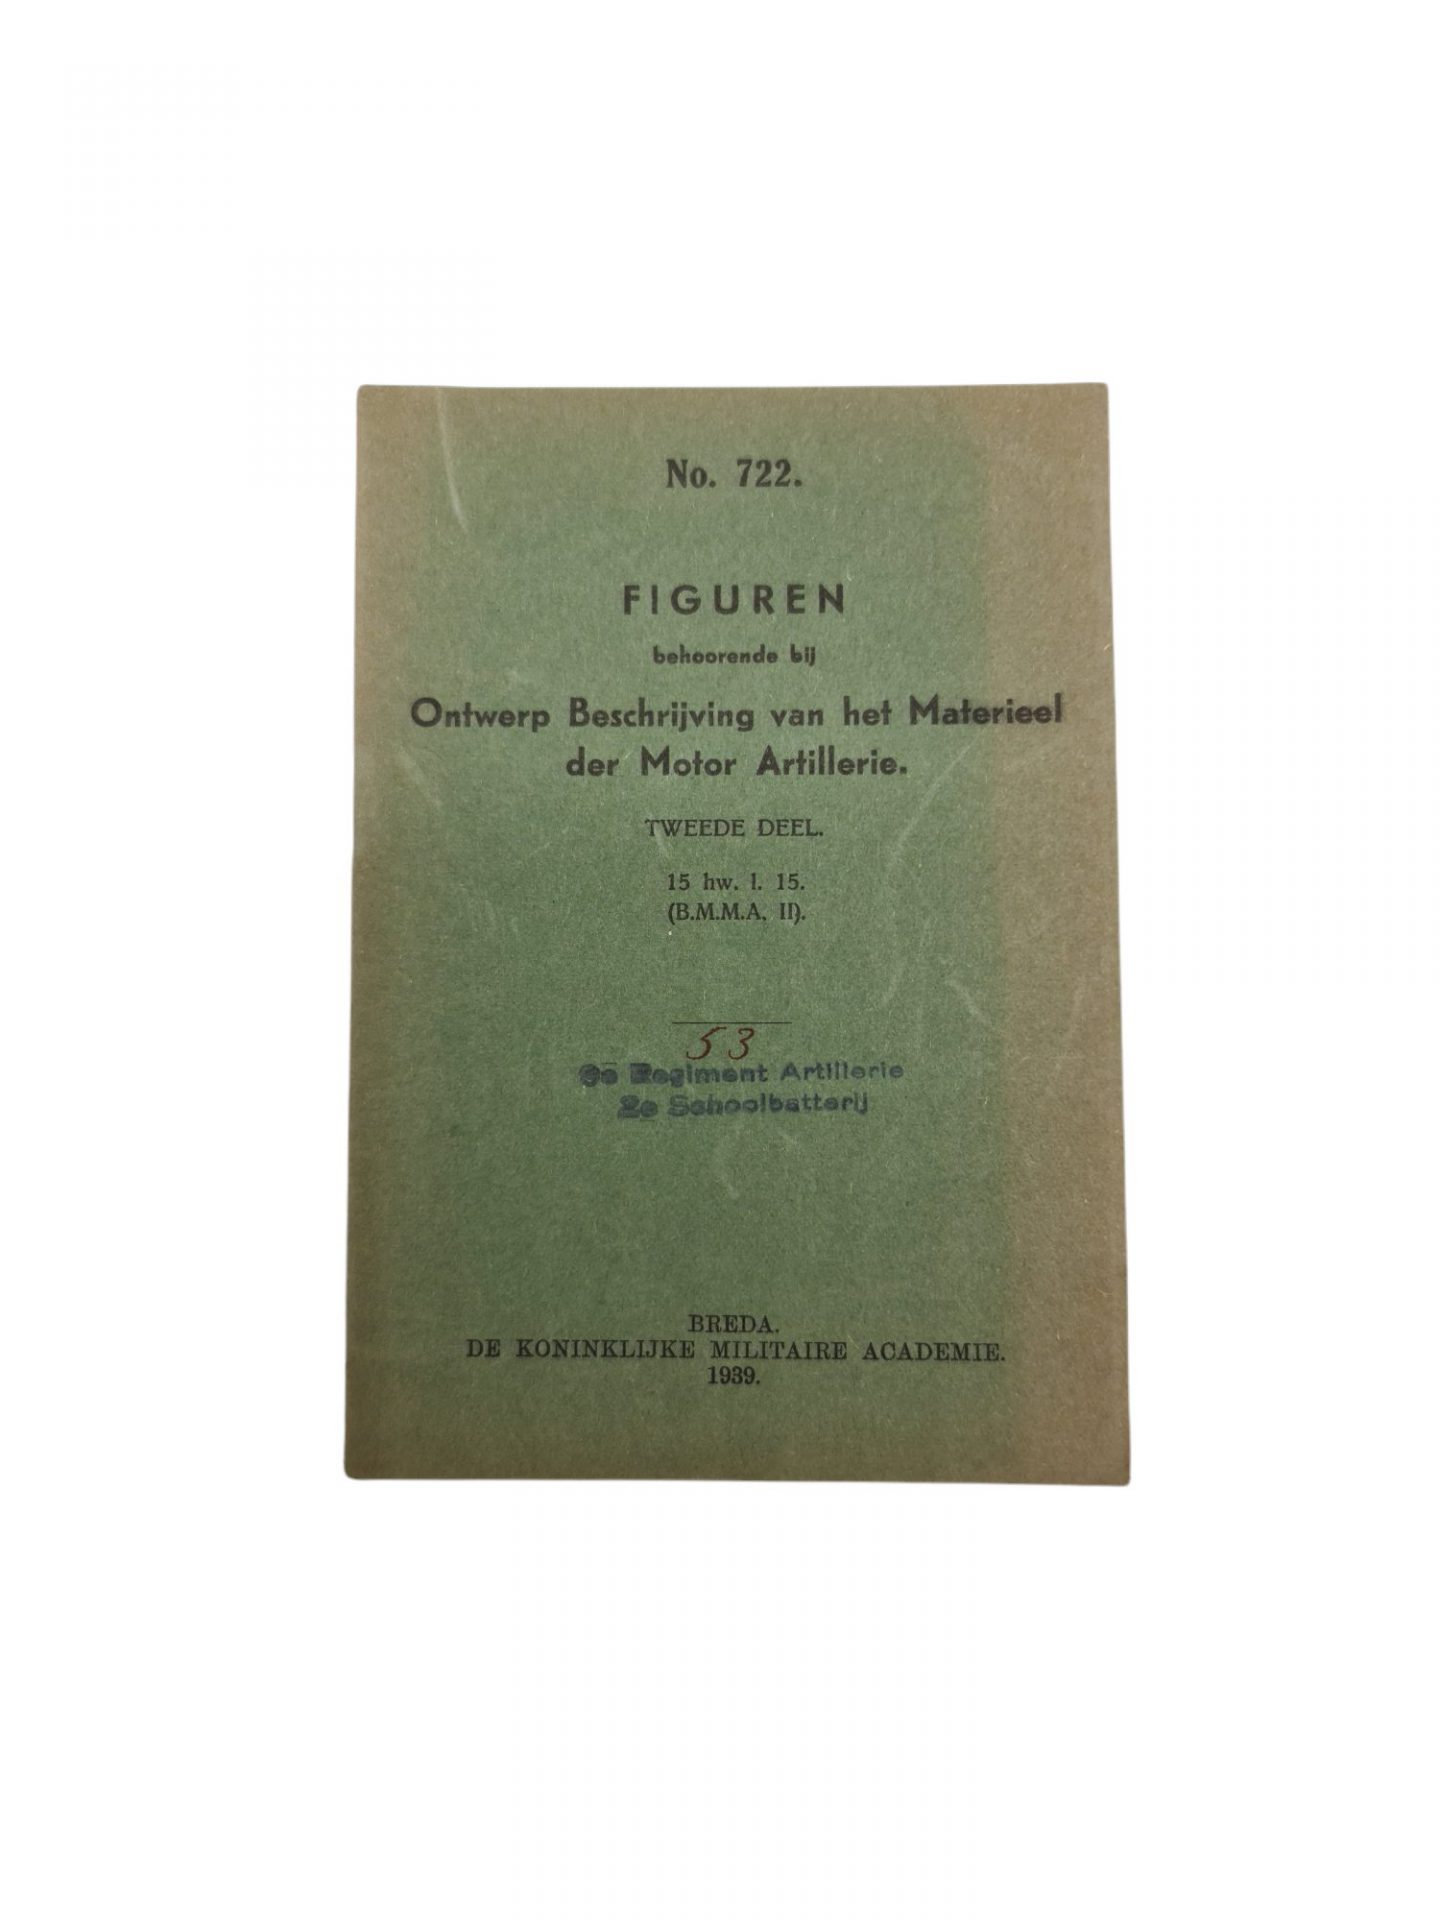 No. 722.
FIGUREN
behoorende bij
Ontwerp Beschrijving van het Materieel
der Motor Artillerie.
TWEEDE DEEL.
15 hw. l. 15.
(B.M.M.A. II).
53
Regiment Artillerie
2e Schoolbatterij
BREDA.
DE KONINKLIJKE MILITAIRE ACADEMIE.
1939.